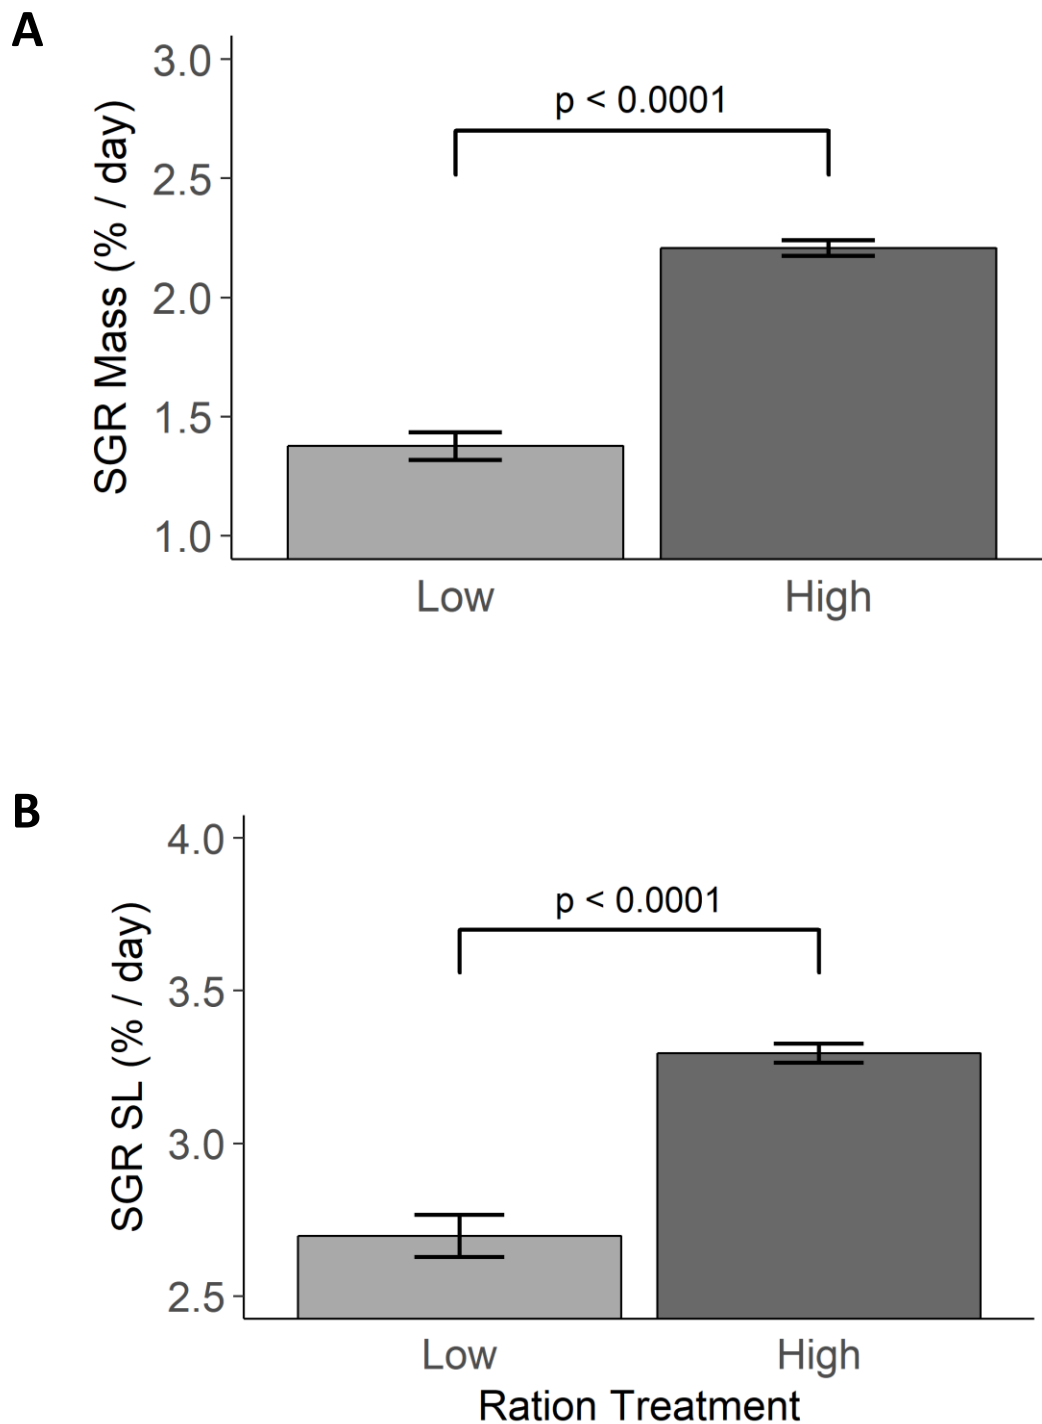 A
SGR Mass (% / day)
3.0
2.5
2.0
1.5
1.0
p < 0.0001
Low High
B
SGR SL (% / day)
4.0
3.5
3.0
2.5
p < 0.0001
Low High
Ration Treatment